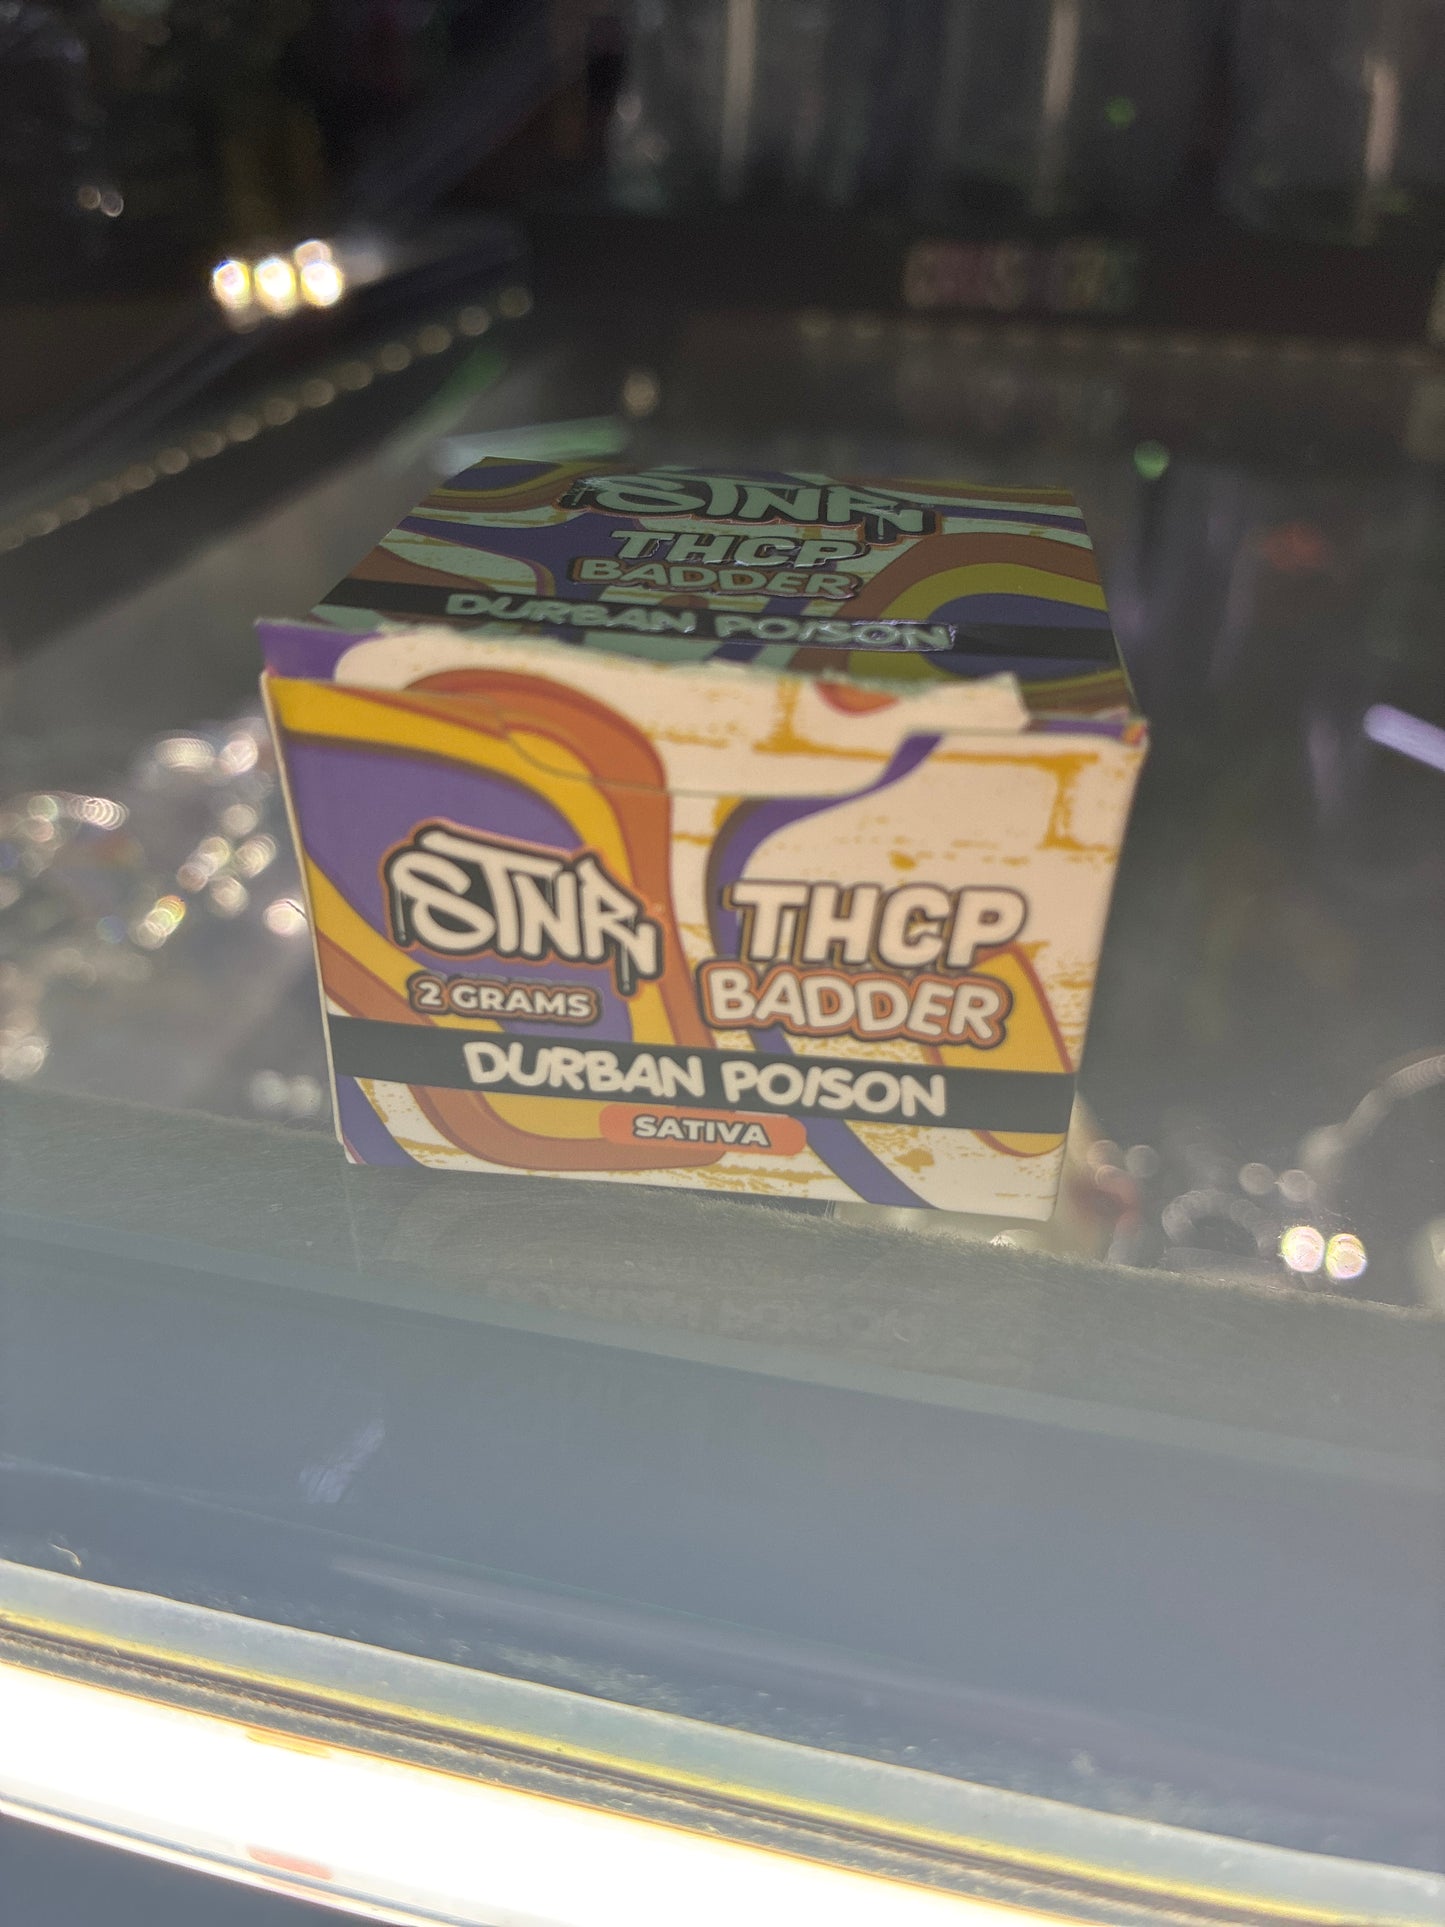 STNR
THCP
BADDER
DURBAN POISON
STNR
2 GRAMS
THCP
BADDER
DURBAN POISON
SATIVA